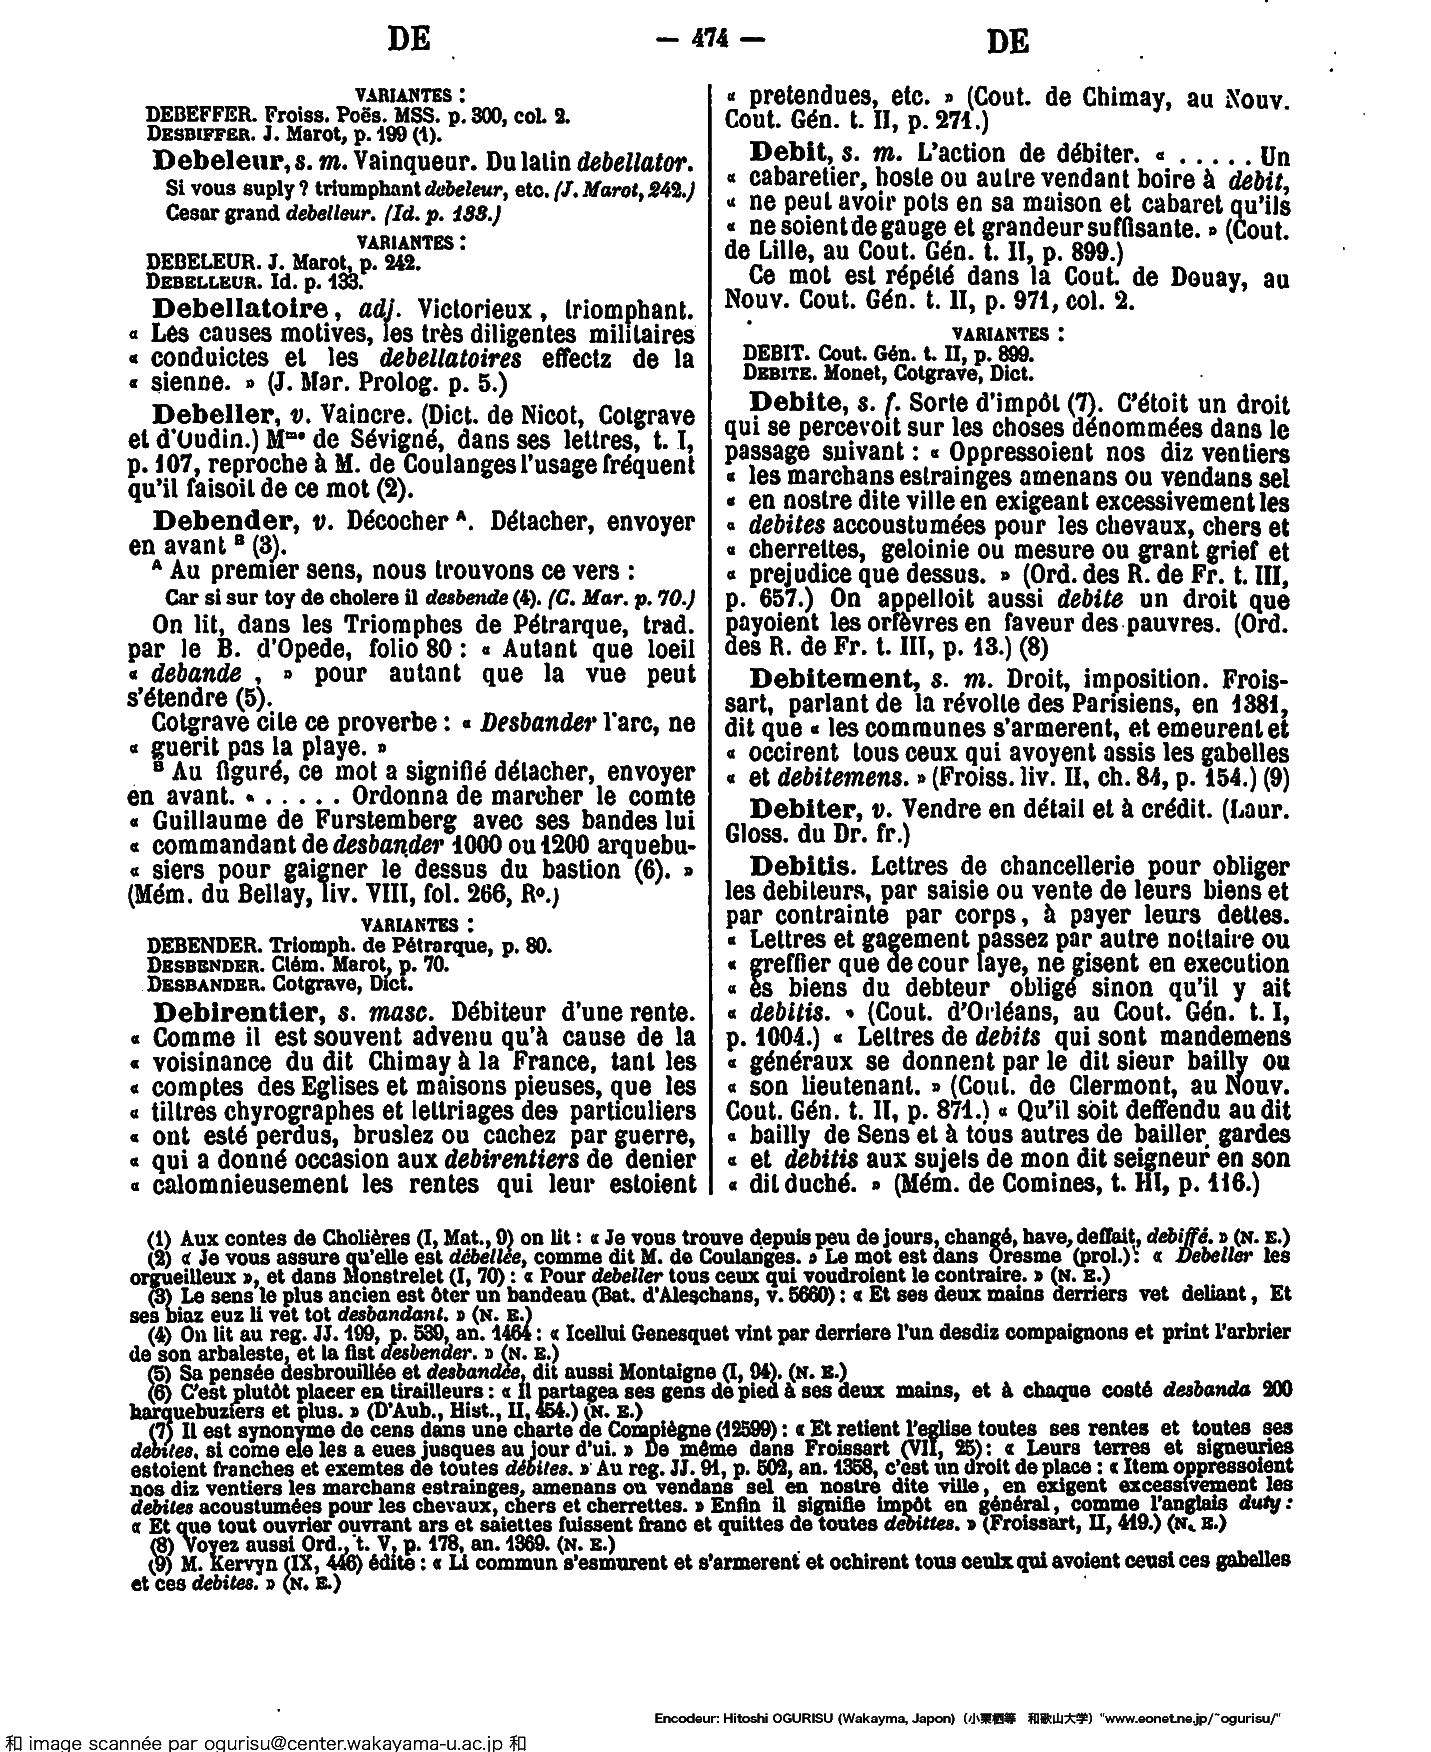 DE
— 474 —
DE
VARIANTES :
DEBEFFER. Froiss. Poës. MSS. p. 300, col. 2.
DESBIFFER. J. Marot, p. 199 (1).
Debeleur, s. m. Vainqueur. Du latin debellator.
Si vous suply ? triumphant debeleur, etc. (J. Marot, 242.)
Cesar grand debelleur. (Id. p. 133.)
VARIANTES :
DEBELEUR. J. Marot, p. 242.
DEBELLEUR. Id. p. 133.
Debellatoire, adj. Victorieux, triomphant.
« Les causes motives, les très diligentes militaires
« conduictes et les debellatoires effectz de la
« sienne. » (J. Mar. Prolog. p. 5.)
Debeller, v. Vaincre. (Dict. de Nicot, Cotgrave
et d'Oudin.) Mme de Sévigné, dans ses lettres, t. I,
p. 107, reproche à M. de Coulanges l'usage fréquent
qu'il faisoit de ce mot (2).
Debender, v. Décocher A. Détacher, envoyer
en avant B (3).
A Au premier sens, nous trouvons ce vers :
Car si sur toy de cholere il desbende (4). (C. Mar. p. 70.)
On lit, dans les Triomphes de Pétrarque, trad.
par le B. d'Opede, folio 80 : « Autant que loeil
« debande , » pour autant que la vue peut
s'étendre (5).
Cotgrave cite ce proverbe : « Desbander l'arc, ne
« guerit pas la playe. »
B Au figuré, ce mot a signifié détacher, envoyer
en avant. « . . . . . Ordonna de marcher le comte
« Guillaume de Furstemberg avec ses bandes lui
« commandant de desbander 1000 ou 1200 arquebu-
« siers pour gaigner le dessus du bastion (6). »
(Mém. du Bellay, liv. VIII, fol. 266, Ro.)
VARIANTES :
DEBENDER. Triomph. de Pétrarque, p. 80.
DESBENDER. Clém. Marot, p. 70.
DESBANDER. Cotgrave, Dict.
Debirentier, s. masc. Débiteur d'une rente.
« Comme il est souvent advenu qu'à cause de la
« voisinance du dit Chimay à la France, tant les
« comptes des Eglises et maisons pieuses, que les
« tiltres chyrographes et lettriages des particuliers
« ont esté perdus, bruslez ou cachez par guerre,
« qui a donné occasion aux debirentiers de denier
« calomnieusement les rentes qui leur estoient
« pretendues, etc. » (Cout. de Chimay, au Nouv.
Cout. Gén. t. II, p. 271.)
Debit, s. m. L'action de débiter. « . . . . . Un
« cabaretier, hoste ou autre vendant boire à debit,
« ne peut avoir pots en sa maison et cabaret qu'ils
« ne soient de gauge et grandeur suffisante. » (Cout.
de Lille, au Cout. Gén. t. II, p. 899.)
Ce mot est répété dans la Cout. de Douay, au
Nouv. Cout. Gén. t. II, p. 971, col. 2.
VARIANTES :
DEBIT. Cout. Gén. t. II, p. 899.
DEBITE. Monet, Cotgrave, Dict.
Debite, s. f. Sorte d'impôt (7). C'étoit un droit
qui se percevoit sur les choses dénommées dans le
passage suivant : « Oppressoient nos diz ventiers
« les marchans estrainges amenans ou vendans sel
« en nostre dite ville en exigeant excessivement les
« debites accoustumées pour les chevaux, chers et
« cherrettes, geloinie ou mesure ou grant grief et
« prejudice que dessus. » (Ord. des R. de Fr. t. III,
p. 657.) On appelloit aussi debite un droit que
payoient les orfèvres en faveur des pauvres. (Ord.
des R. de Fr. t. III, p. 13.) (8)
Debitement, s. m. Droit, imposition. Frois-
sart, parlant de la révolte des Parisiens, en 1381,
dit que « les communes s'armerent, et emeurent et
« occirent tous ceux qui avoyent assis les gabelles
« et debitemens. » (Froiss. liv. II, ch. 84, p. 154.) (9)
Debiter, v. Vendre en détail et à crédit. (Laur.
Gloss. du Dr. fr.)
Debitis. Lettres de chancellerie pour obliger
les debiteurs, par saisie ou vente de leurs biens et
par contrainte par corps, à payer leurs dettes.
« Lettres et gagement passez par autre nottaire ou
« greffier que de cour laye, ne gisent en execution
« ès biens du debteur obligé sinon qu'il y ait
« debitis. » (Cout. d'Orléans, au Cout. Gén. t. I,
p. 1004.) « Lettres de debits qui sont mandemens
« généraux se donnent par le dit sieur bailly ou
« son lieutenant. » (Cout. de Clermont, au Nouv.
Cout. Gén. t. II, p. 871.) « Qu'il soit deffendu au dit
« bailly de Sens et à tous autres de bailler gardes
« et debitis aux sujets de mon dit seigneur en son
« dit duché. » (Mém. de Comines, t. III, p. 116.)
(1) Aux contes de Cholières (I, Mat., 9) on lit : « Je vous trouve depuis peu de jours, changé, have, deffait, debiffé. » (N. E.)
(2) « Je vous assure qu'elle est débellée, comme dit M. de Coulanges. » Le mot est dans Oresme (prol.) : « Debeller les
orgueilleux », et dans Monstrelet (I, 70) : « Pour debeller tous ceux qui voudroient le contraire. » (N. E.)
(3) Le sens le plus ancien est ôter un bandeau (Bat. d'Aleschans, v. 5660) : « Et ses deux mains derriers vet deliant, Et
ses biaz euz li vet tot desbandant. » (N. E.)
(4) On lit au reg. JJ. 199, p. 539, an. 1464 : « Icellui Genesquet vint par derriere l'un desdiz compaignons et print l'arbrier
de son arbaleste, et la fist desbender. » (N. E.)
(5) Sa pensée desbrouillée et desbandée, dit aussi Montaigne (I, 94). (N. E.)
(6) C'est plutôt placer en tirailleurs : « Il partagea ses gens de pied à ses deux mains, et à chaque costé desbanda 200
harquebuziers et plus. » (D'Aub., Hist., II, 454.) (N. E.)
(7) Il est synonyme de cens dans une charte de Compiègne (12599) : « Et retient l'eglise toutes ses rentes et toutes ses
debites, si come ele les a eues jusques au jour d'ui. » De même dans Froissart (VII, 25) : « Leurs terres et signeuries
estoient franches et exemtes de toutes débites. » Au reg. JJ. 91, p. 502, an. 1358, c'est un droit de place : « Item oppressoient
nos diz ventiers les marchans estrainges, amenans ou vendans sel en nostre dite ville, en exigent excessivement les
debites acoustumées pour les chevaux, chers et cherrettes. » Enfin il signifie impôt en général, comme l'anglais duty :
« Et que tout ouvrier ouvrant ars et saiettes fuissent franc et quittes de toutes debittes. » (Froissart, II, 419.) (N. E.)
(8) Voyez aussi Ord., t. V, p. 178, an. 1369. (N. E.)
(9) M. Kervyn (IX, 446) édite : « Li commun s'esmurent et s'armerent et ochirent tous ceulx qui avoient ceusi ces gabelles
et ces debites. » (N. E.)
Encodeur: Hitoshi OGURISU (Wakayma, Japon) (小栗栖等 和歌山大学) "www.eonet.ne.jp/~ogurisu/"
和 image scannée par ogurisu@center.wakayama-u.ac.jp 和